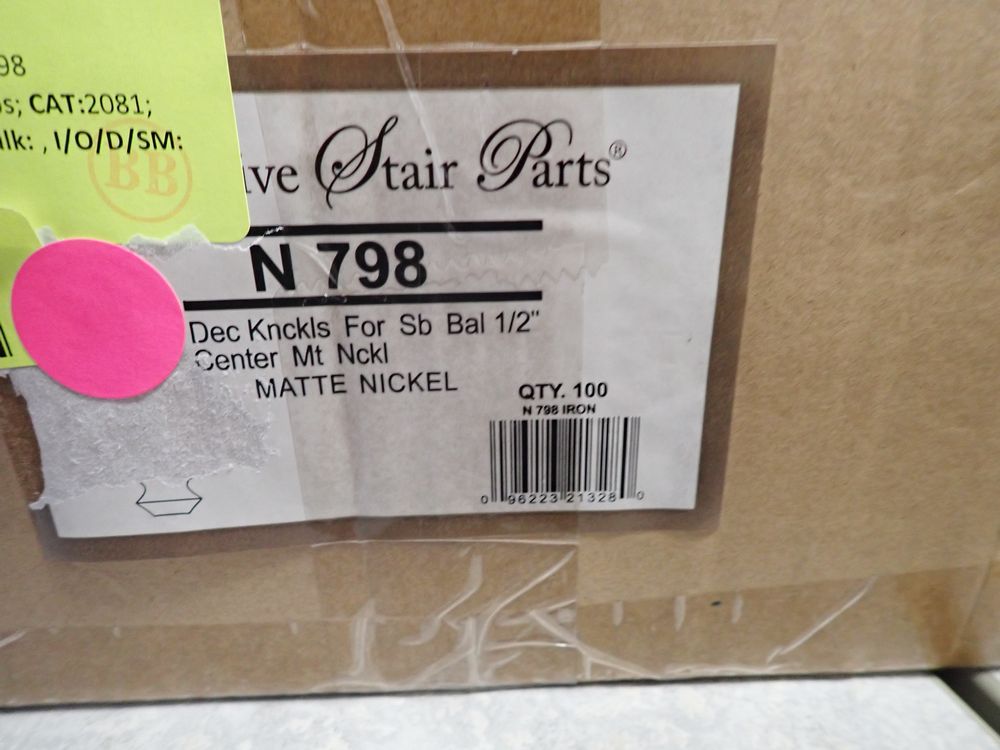 98
s; CAT:2081;
lk: , I/O/D/SM:
BB
ive Stair Parts®
N 798
Dec Knckls For Sb Bal 1/2"
Center Mt Nckl
MATTE NICKEL
QTY. 100
N 798 IRON
0 96223 21328 0